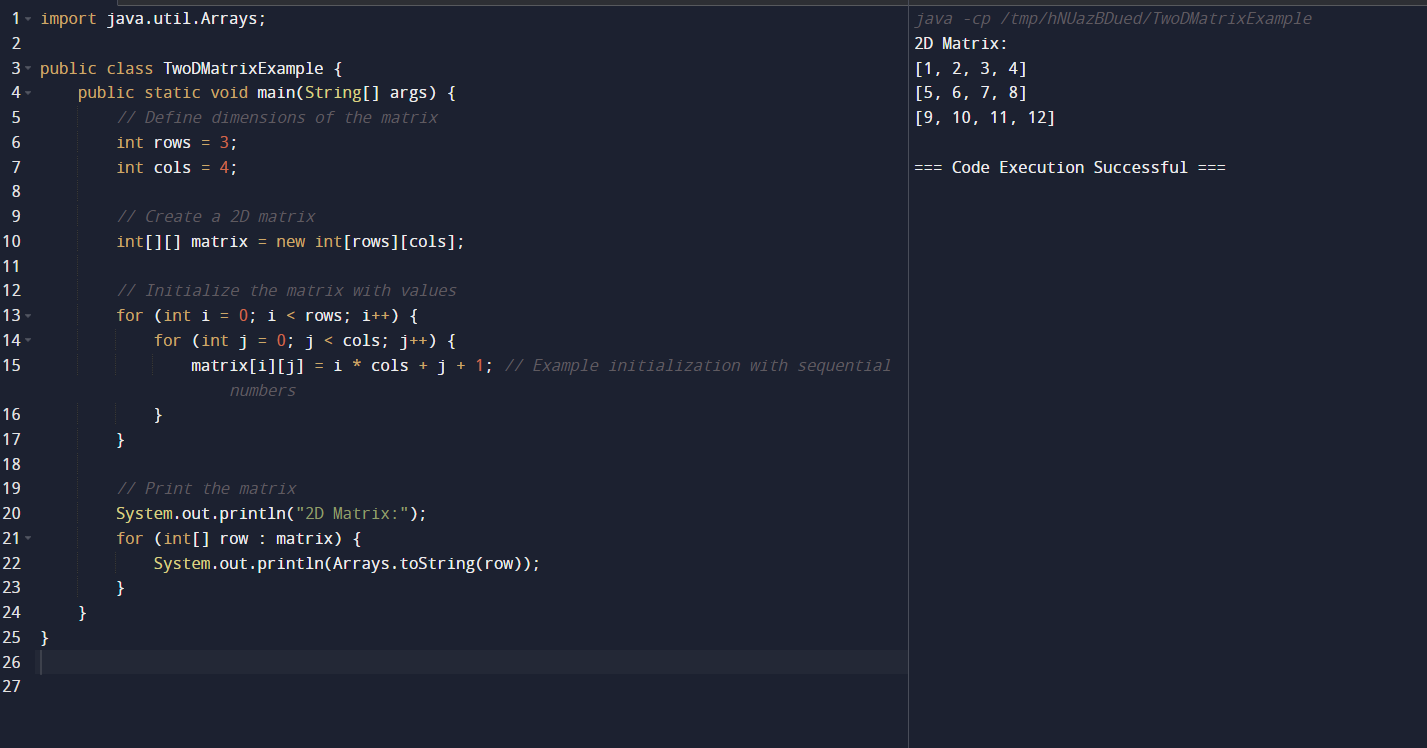 1 import java.util.Arrays;
2
3 public class TwoDMatrixExample {
4     public static void main(String[] args) {
5         // Define dimensions of the matrix
6         int rows = 3;
7         int cols = 4;
8
9         // Create a 2D matrix
10         int[][] matrix = new int[rows][cols];
11
12         // Initialize the matrix with values
13         for (int i = 0; i < rows; i++) {
14             for (int j = 0; j < cols; j++) {
15                 matrix[i][j] = i * cols + j + 1; // Example initialization with sequential
numbers
16             }
17         }
18
19         // Print the matrix
20         System.out.println("2D Matrix:");
21         for (int[] row : matrix) {
22             System.out.println(Arrays.toString(row));
23         }
24     }
25 }
26
27
java -cp /tmp/hNUazBDued/TwoDMatrixExample
2D Matrix:
[1, 2, 3, 4]
[5, 6, 7, 8]
[9, 10, 11, 12]
=== Code Execution Successful ===